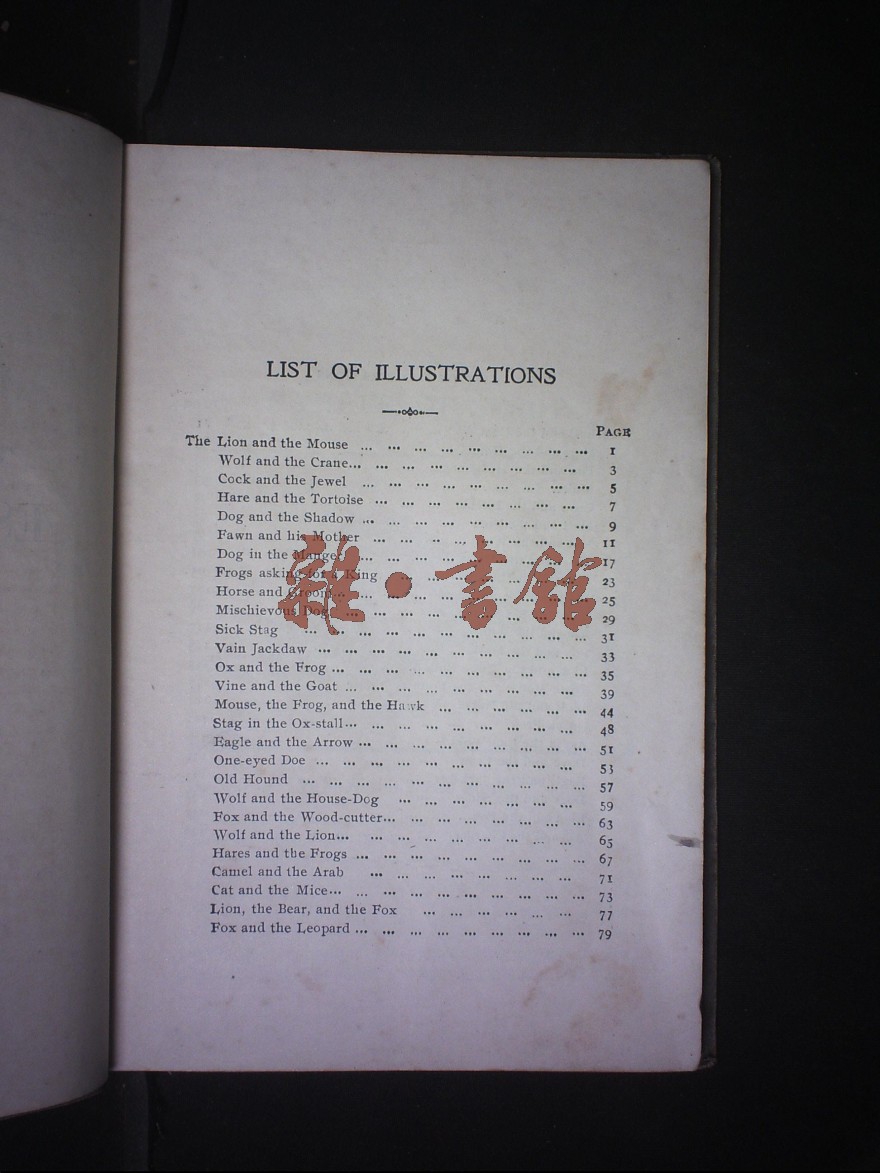 LIST OF ILLUSTRATIONS
PAGE
The Lion and the Mouse ... ... ... ... ... ... ... ... ... 1
Wolf and the Crane... ... ... ... ... ... ... ... ... 3
Cock and the Jewel ... ... ... ... ... ... ... ... ... 5
Hare and the Tortoise ... ... ... ... ... ... ... ... 7
Dog and the Shadow ... ... ... ... ... ... ... ... ... 9
Fawn and his Mother ... ... ... ... ... ... ... ... 11
Dog in the Manger ... ... ... ... ... ... ... ... ... 17
Frogs asking for a King ... ... ... ... ... ... ... 23
Horse and Groom... ... ... ... ... ... ... ... ... ... 25
Mischievous Dog ... ... ... ... ... ... ... ... ... 29
Sick Stag ... ... ... ... ... ... ... ... ... ... ... 31
Vain Jackdaw ... ... ... ... ... ... ... ... ... ... 33
Ox and the Frog ... ... ... ... ... ... ... ... ... ... 35
Vine and the Goat ... ... ... ... ... ... ... ... ... 39
Mouse, the Frog, and the Hawk ... ... ... ... ... ... 44
Stag in the Ox-stall... ... ... ... ... ... ... ... ... 48
Eagle and the Arrow ... ... ... ... ... ... ... ... ... 51
One-eyed Doe ... ... ... ... ... ... ... ... ... ... 53
Old Hound ... ... ... ... ... ... ... ... ... ... ... 57
Wolf and the House-Dog ... ... ... ... ... ... ... 59
Fox and the Wood-cutter... ... ... ... ... ... ... ... 63
Wolf and the Lion... ... ... ... ... ... ... ... ... 65
Hares and the Frogs ... ... ... ... ... ... ... ... ... 67
Camel and the Arab ... ... ... ... ... ... ... ... 71
Cat and the Mice... ... ... ... ... ... ... ... ... ... 73
Lion, the Bear, and the Fox ... ... ... ... ... ... 77
Fox and the Leopard ... ... ... ... ... ... ... ... ... 79
雜·書館